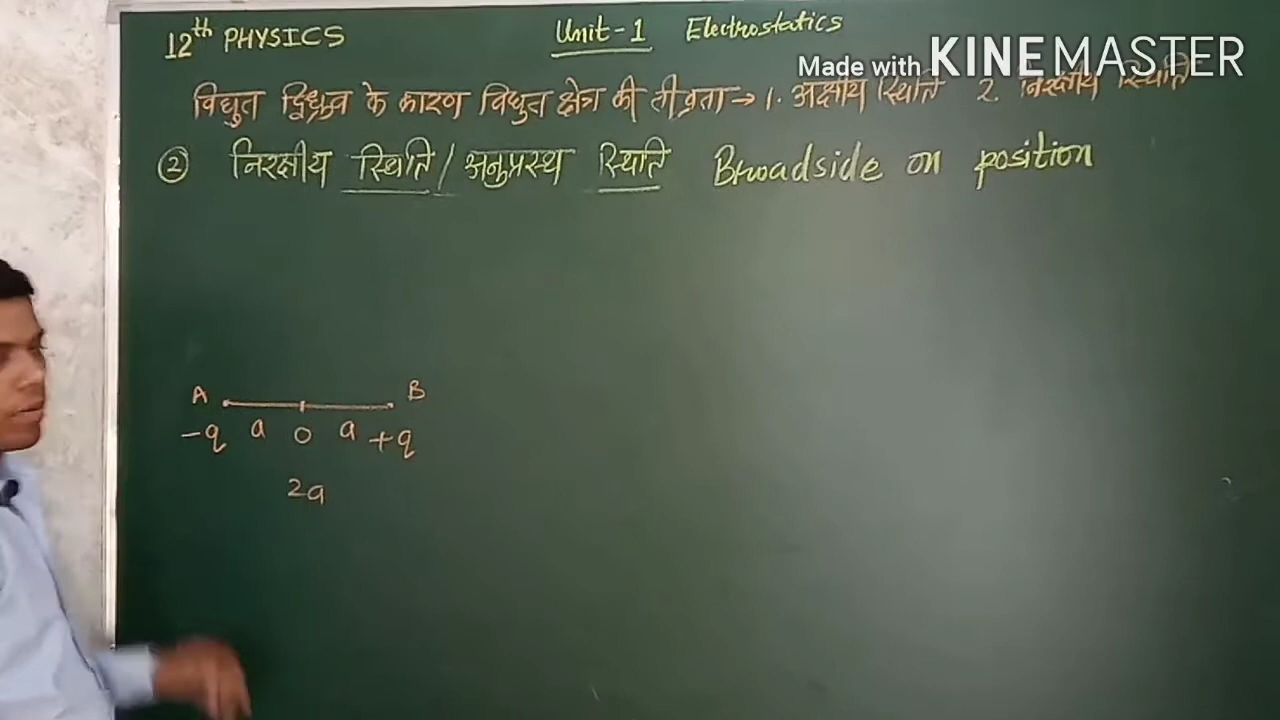 12th PHYSICS Unit-1 Electrostatics
Made with KINEMASTER
विद्युत द्विध्रुव के कारण विद्युत क्षेत्र की तीव्रता → 1. अक्षीय स्थिति 2. निरक्षीय स्थिति
② निरक्षीय स्थिति / अनुप्रस्थ स्थिति Broadside on position
A B
-q a O a +q
2a